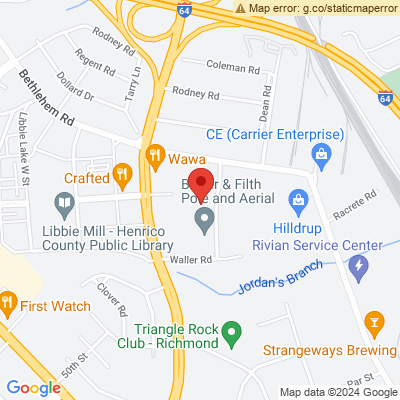 Map error: g.co/staticmaperror
64
Rodney Rd
Coleman Rd
Regent Rd
Tarry Ln
Dollard Dr
Rodney Rd
Dean Rd
64
Bethlehem Rd
Libbie Lake W St
CE (Carrier Enterprise)
Wawa
Crafted
& Filth
Pole and Aerial
Racrete Rd
Hilldrup
Libbie Mill - Henrico
County Public Library
Rivian Service Center
Waller Rd
Jordan's Branch
Clover Rd
First Watch
Triangle Rock
Club - Richmond
50th St
Strangeways Brewing
Par St
Google
Map data ©2024 Google